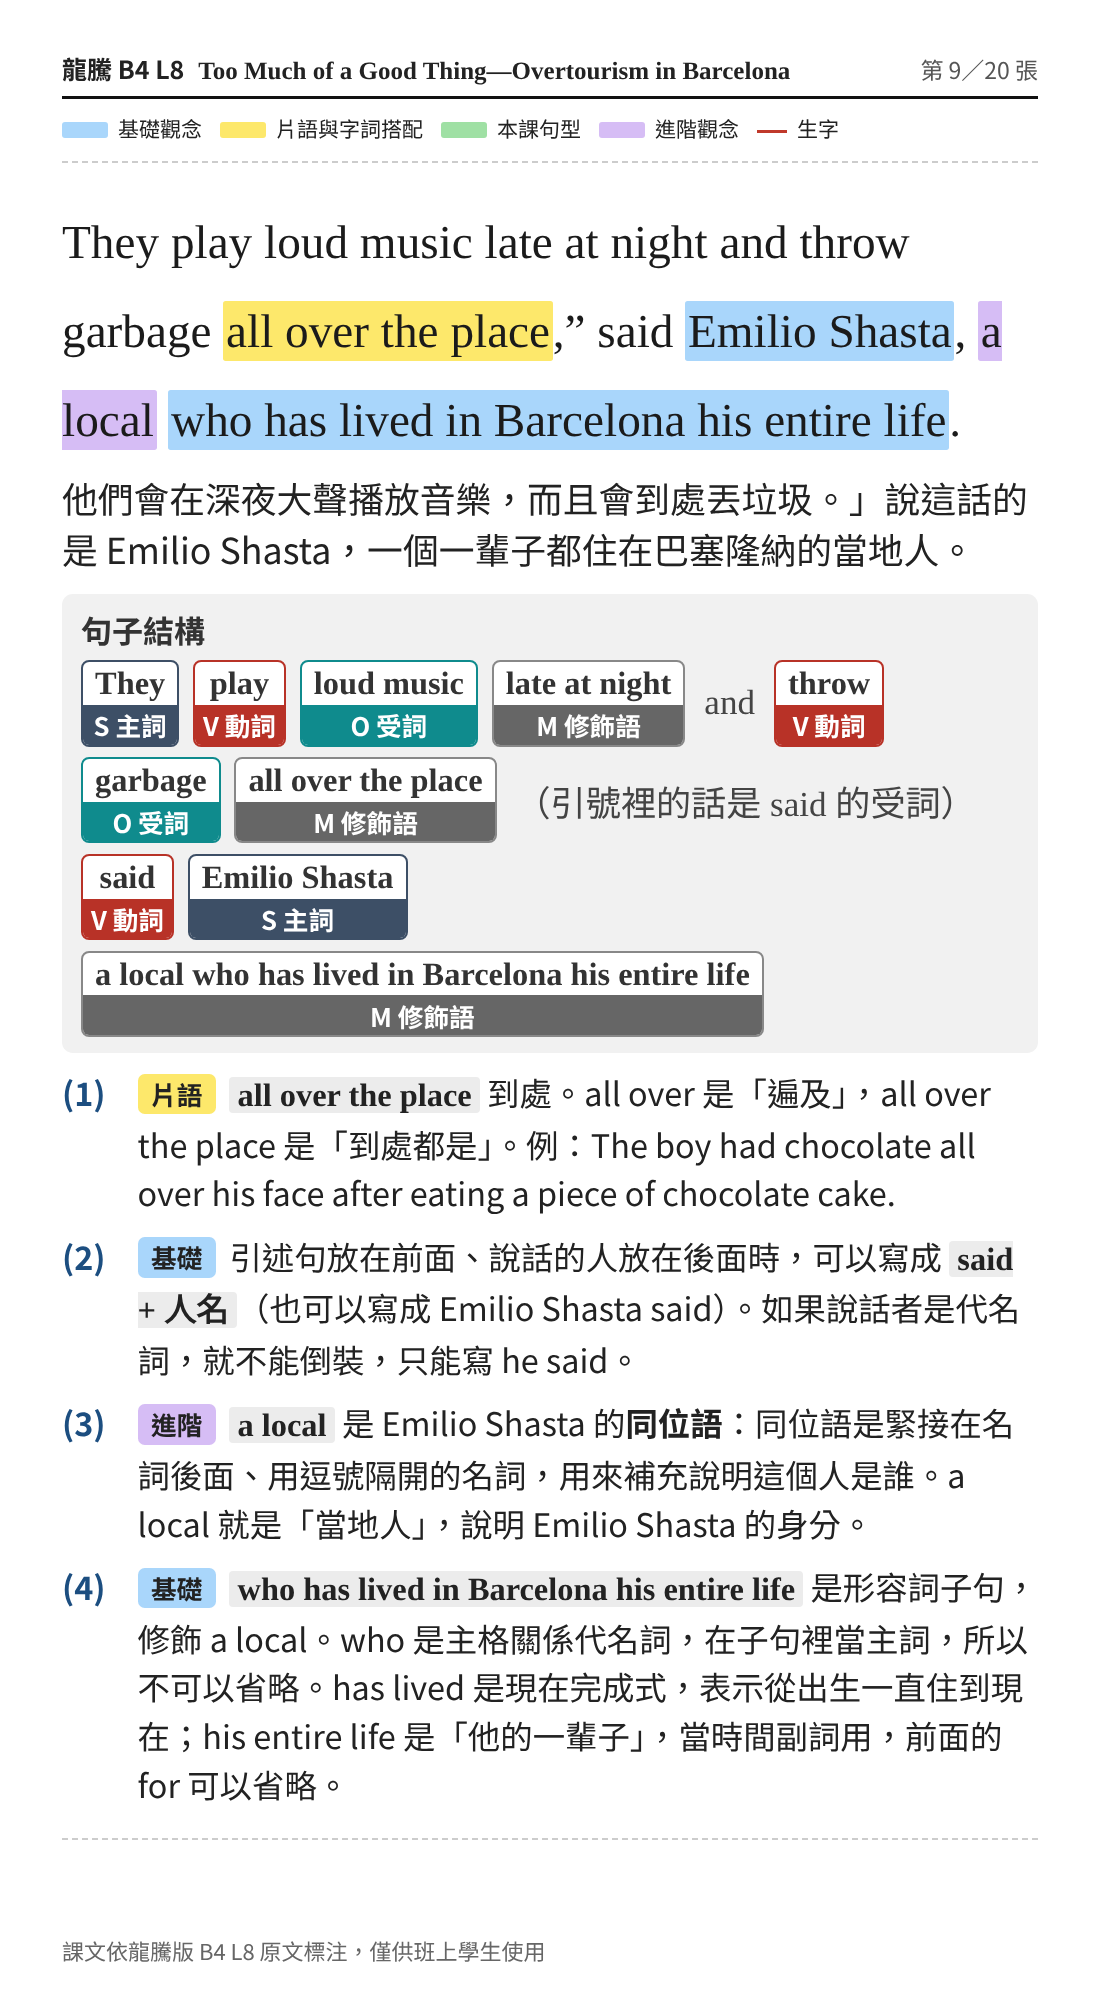 龍騰 B4 L8 Too Much of a Good Thing—Overtourism in Barcelona 第 9／20 張
基礎觀念 片語與字詞搭配 本課句型 進階觀念 生字
They play loud music late at night and throw
garbage all over the place,” said Emilio Shasta, a
local who has lived in Barcelona his entire life.
他們會在深夜大聲播放音樂，而且會到處丟垃圾。」說這話的
是 Emilio Shasta，一個一輩子都住在巴塞隆納的當地人。
句子結構
They play loud music late at night and throw
S 主詞 V 動詞 O 受詞 M 修飾語 V 動詞
garbage all over the place （引號裡的話是 said 的受詞）
O 受詞 M 修飾語
said Emilio Shasta
V 動詞 S 主詞
a local who has lived in Barcelona his entire life
M 修飾語
(1) 片語 all over the place 到處。all over 是「遍及」，all over
the place 是「到處都是」。例：The boy had chocolate all
over his face after eating a piece of chocolate cake.
(2) 基礎 引述句放在前面、說話的人放在後面時，可以寫成 said
+ 人名（也可以寫成 Emilio Shasta said）。如果說話者是代名
詞，就不能倒裝，只能寫 he said。
(3) 進階 a local 是 Emilio Shasta 的同位語：同位語是緊接在名
詞後面、用逗號隔開的名詞，用來補充說明這個人是誰。a
local 就是「當地人」，說明 Emilio Shasta 的身分。
(4) 基礎 who has lived in Barcelona his entire life 是形容詞子句，
修飾 a local。who 是主格關係代名詞，在子句裡當主詞，所以
不可以省略。has lived 是現在完成式，表示從出生一直住到現
在；his entire life 是「他的一輩子」，當時間副詞用，前面的
for 可以省略。
課文依龍騰版 B4 L8 原文標注，僅供班上學生使用